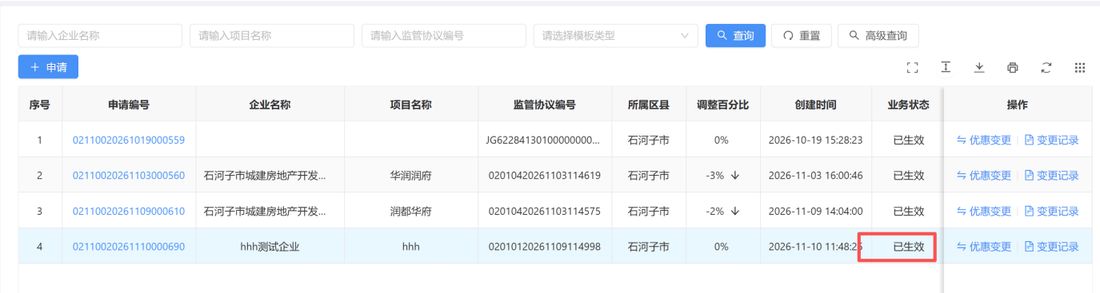 请输入企业名称 请输入项目名称 请输入监管协议编号 请选择模板类型 查询 重置 高级查询
+ 申请
序号 申请编号 企业名称 项目名称 监管协议编号 所属区县 调整百分比 创建时间 业务状态 操作
1 02110020261019000559 JG62284130100000000... 石河子市 0% 2026-10-19 15:28:23 已生效 优惠变更 变更记录
2 02110020261103000560 石河子市城建房地产开发... 华润润府 02010420261103114619 石河子市 -3% ↓ 2026-11-03 16:00:46 已生效 优惠变更 变更记录
3 02110020261109000610 石河子市城建房地产开发... 润都华府 02010420261103114575 石河子市 -2% ↓ 2026-11-09 14:04:00 已生效 优惠变更 变更记录
4 02110020261110000690 hhh测试企业 hhh 02010120261109114998 石河子市 0% 2026-11-10 11:48:25 已生效 优惠变更 变更记录